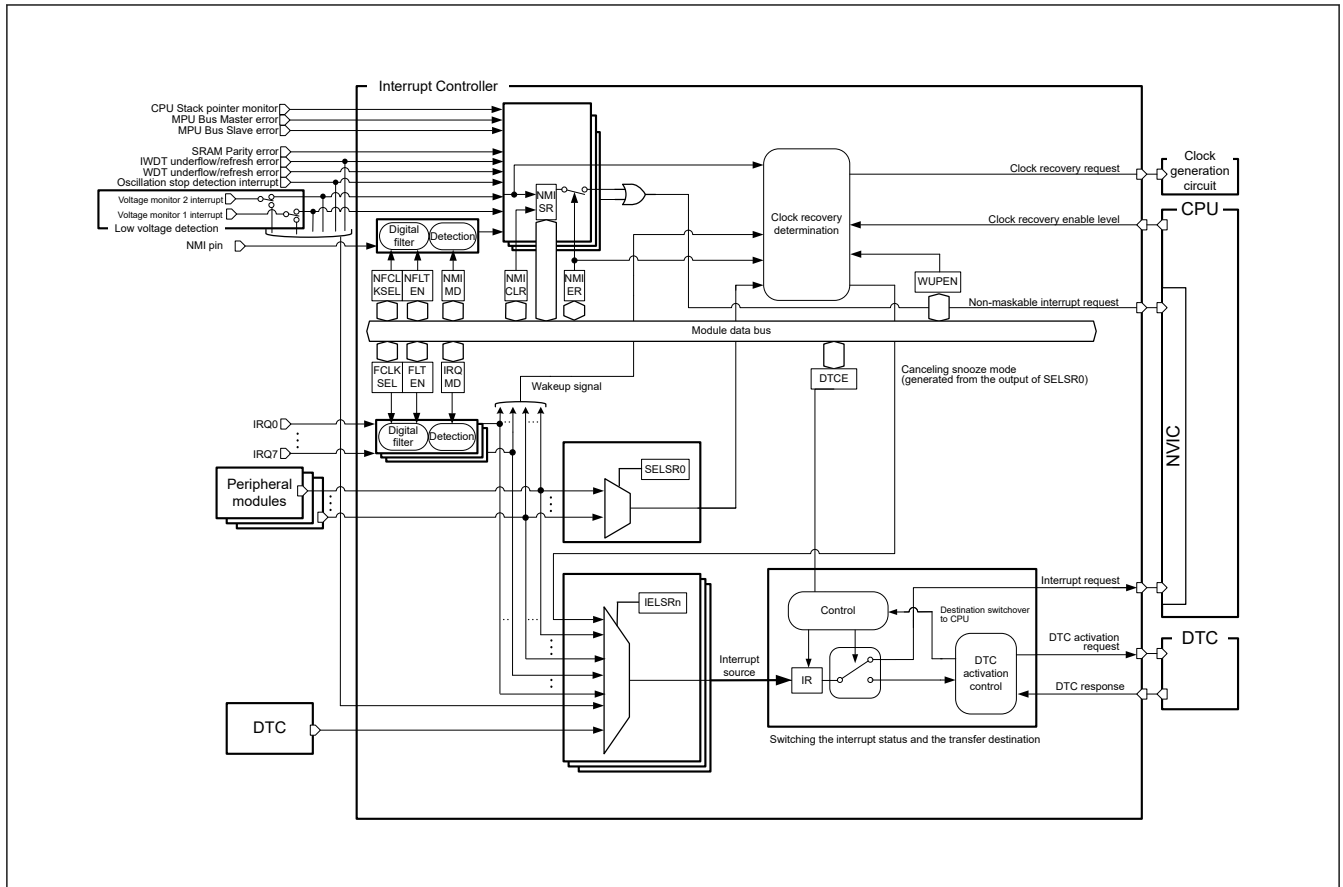 Interrupt Controller
CPU Stack pointer monitor
MPU Bus Master error
MPU Bus Slave error
SRAM Parity error
IWDT underflow/refresh error
WDT underflow/refresh error
Oscillation stop detection interrupt
Voltage monitor 2 interrupt
Voltage monitor 1 interrupt
Low voltage detection
NMI pin
Digital
filter
Detection
NFCL
KSEL
NFLT
EN
NMI
MD
NMI
SR
NMI
CLR
NMI
ER
Clock recovery
determination
WUPEN
Clock recovery request
Clock
generation
circuit
Clock recovery enable level
CPU
Non-maskable interrupt request
NVIC
Module data bus
FCLK
SEL
FLT
EN
IRQ
MD
Wakeup signal
DTCE
Canceling snooze mode
(generated from the output of SELSR0)
IRQ0
IRQ7
Digital
filter
Detection
Peripheral
modules
SELSR0
IELSRn
Interrupt
source
Control
IR
Destination switchover
to CPU
DTC
activation
control
Interrupt request
DTC activation
request
DTC response
DTC
DTC
Switching the interrupt status and the transfer destination